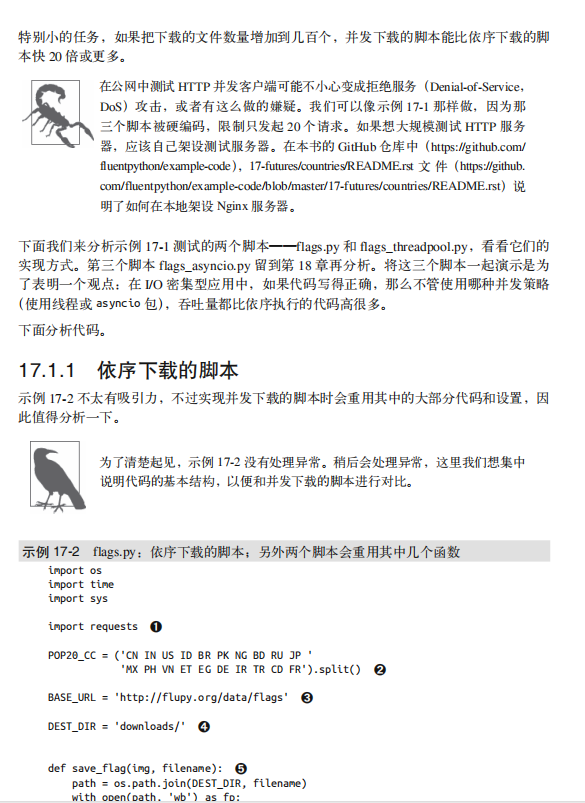 特别小的任务，如果把下载的文件数量增加到几百个，并发下载的脚本能比依序下载的脚
本快 20 倍或更多。
在公网中测试 HTTP 并发客户端可能不小心变成拒绝服务（Denial-of-Service，
DoS）攻击，或者有这么做的嫌疑。我们可以像示例 17-1 那样做，因为那
三个脚本被硬编码，限制只发起 20 个请求。如果想大规模测试 HTTP 服务
器，应该自己架设测试服务器。在本书的 GitHub 仓库中（https://github.com/
fluentpython/example-code），17-futures/countries/README.rst 文 件（https://github.
com/fluentpython/example-code/blob/master/17-futures/countries/README.rst）说
明了如何在本地架设 Nginx 服务器。
下面我们来分析示例 17-1 测试的两个脚本——flags.py 和 flags_threadpool.py，看看它们的
实现方式。第三个脚本 flags_asyncio.py 留到第 18 章再分析。将这三个脚本一起演示是为
了表明一个观点：在 I/O 密集型应用中，如果代码写得正确，那么不管使用哪种并发策略
（使用线程或 asyncio 包），吞吐量都比依序执行的代码高很多。
下面分析代码。
17.1.1 依序下载的脚本
示例 17-2 不太有吸引力，不过实现并发下载的脚本时会重用其中的大部分代码和设置，因
此值得分析一下。
为了清楚起见，示例 17-2 没有处理异常。稍后会处理异常，这里我们想集中
说明代码的基本结构，以便和并发下载的脚本进行对比。
示例 17-2 flags.py：依序下载的脚本；另外两个脚本会重用其中几个函数
import os
import time
import sys
import requests ❶
POP20_CC = ('CN IN US ID BR PK NG BD RU JP '
'MX PH VN ET EG DE IR TR CD FR').split() ❷
BASE_URL = 'http://flupy.org/data/flags' ❸
DEST_DIR = 'downloads/' ❹
def save_flag(img, filename): ❺
path = os.path.join(DEST_DIR, filename)
with open(path, 'wb') as fp: